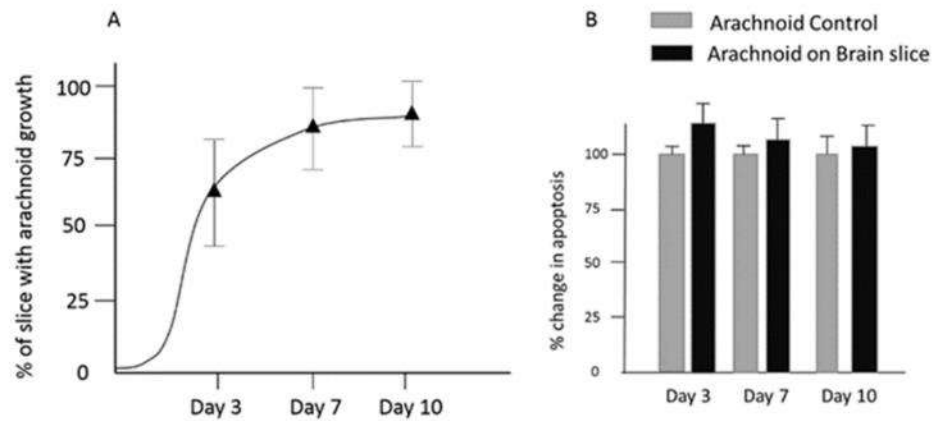 A
% of slice with arachnoid growth
100
75
50
25
0
Day 3 Day 7 Day 10
B
Arachnoid Control
Arachnoid on Brain slice
% change in apoptosis
100
75
50
25
0
Day 3 Day 7 Day 10